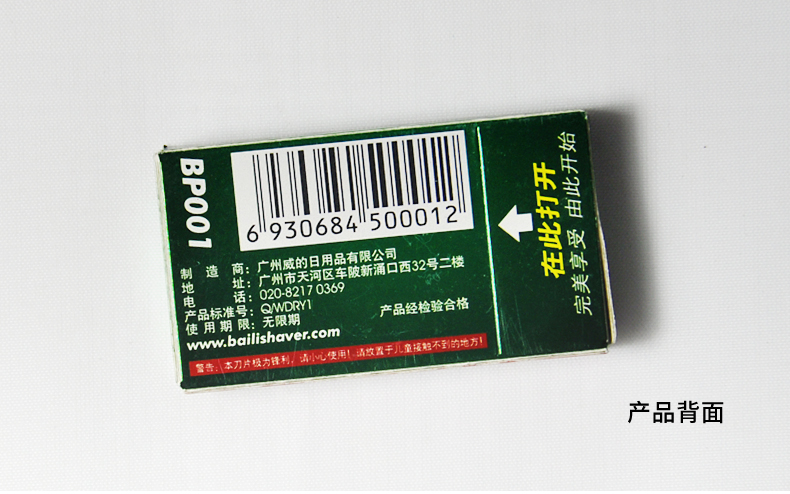 BP001
6 930684 500012
制造商：广州威的日用品有限公司
地址：广州市天河区车陂新涌口西32号二楼
电话：020-8217 0369
产品标准号：Q/WDRY1
使用期限：无限期
产品经检验合格
www.bailishaver.com
警告：本刀片极为锋利，请小心使用！请放置于儿童接触不到的地方！
在此打开
完美享受 由此开始
产品背面